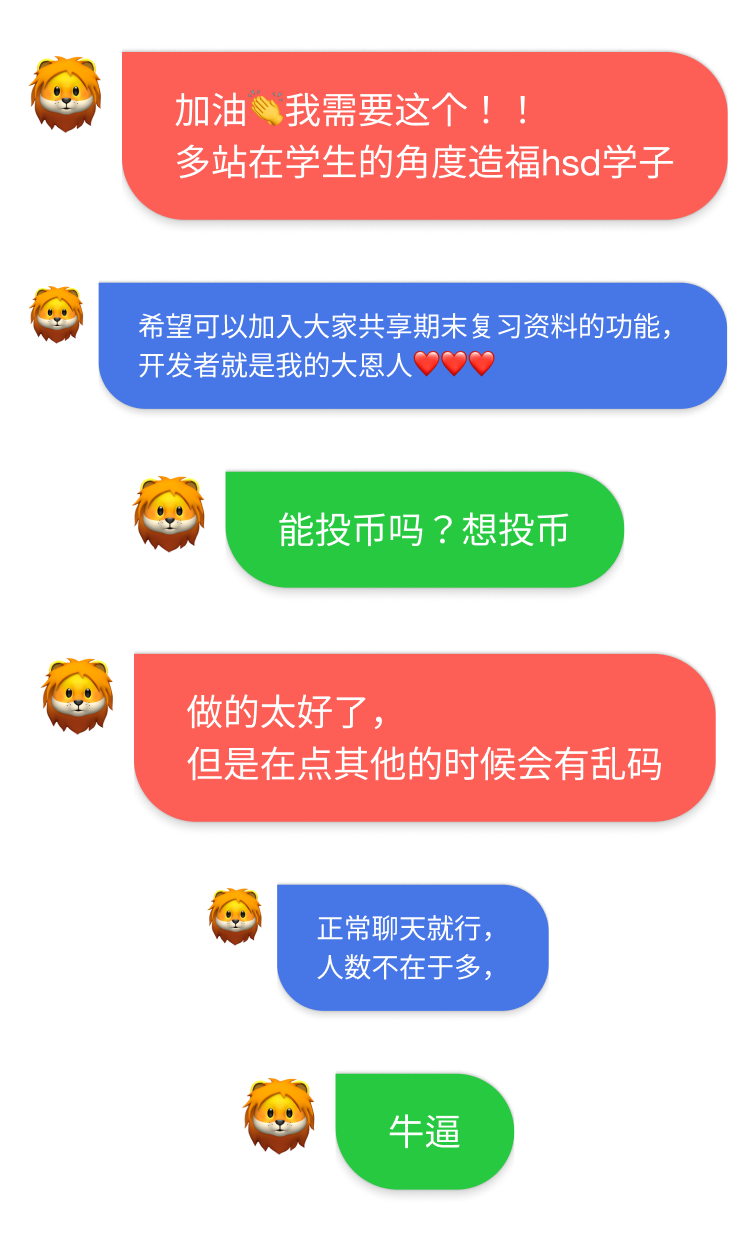 加油👏我需要这个！！
多站在学生的角度造福hsd学子
希望可以加入大家共享期末复习资料的功能，
开发者就是我的大恩人❤️❤️❤️
能投币吗？想投币
做的太好了，
但是在点其他的时候会有乱码
正常聊天就行，
人数不在于多，
牛逼